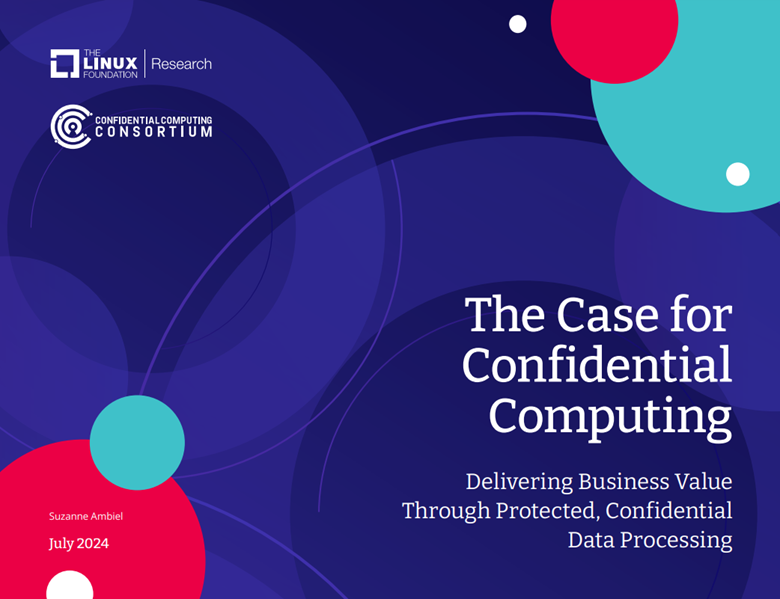 THE
LINUX
FOUNDATION
Research
CONFIDENTIAL COMPUTING
CONSORTIUM
The Case for
Confidential
Computing
Delivering Business Value
Through Protected, Confidential
Data Processing
Suzanne Ambiel
July 2024